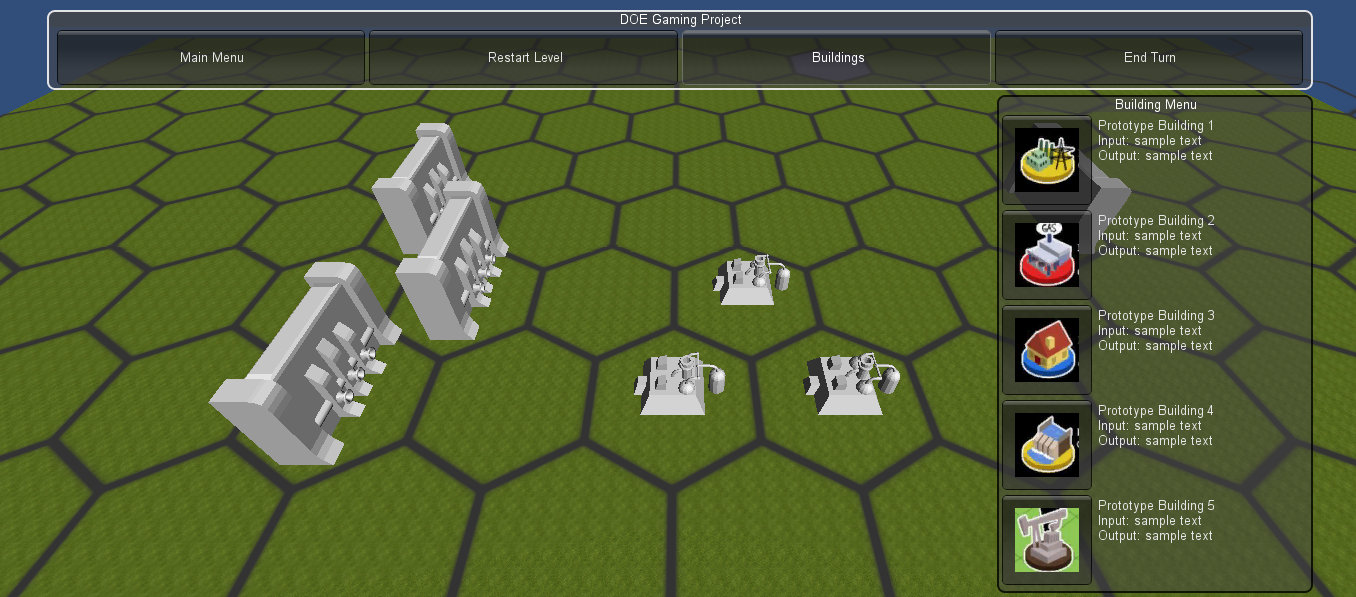 DOE Gaming Project
Main Menu
Restart Level
Buildings
End Turn
Building Menu
Prototype Building 1
Input: sample text
Output: sample text
GAS
Prototype Building 2
Input: sample text
Output: sample text
Prototype Building 3
Input: sample text
Output: sample text
Prototype Building 4
Input: sample text
Output: sample text
Prototype Building 5
Input: sample text
Output: sample text